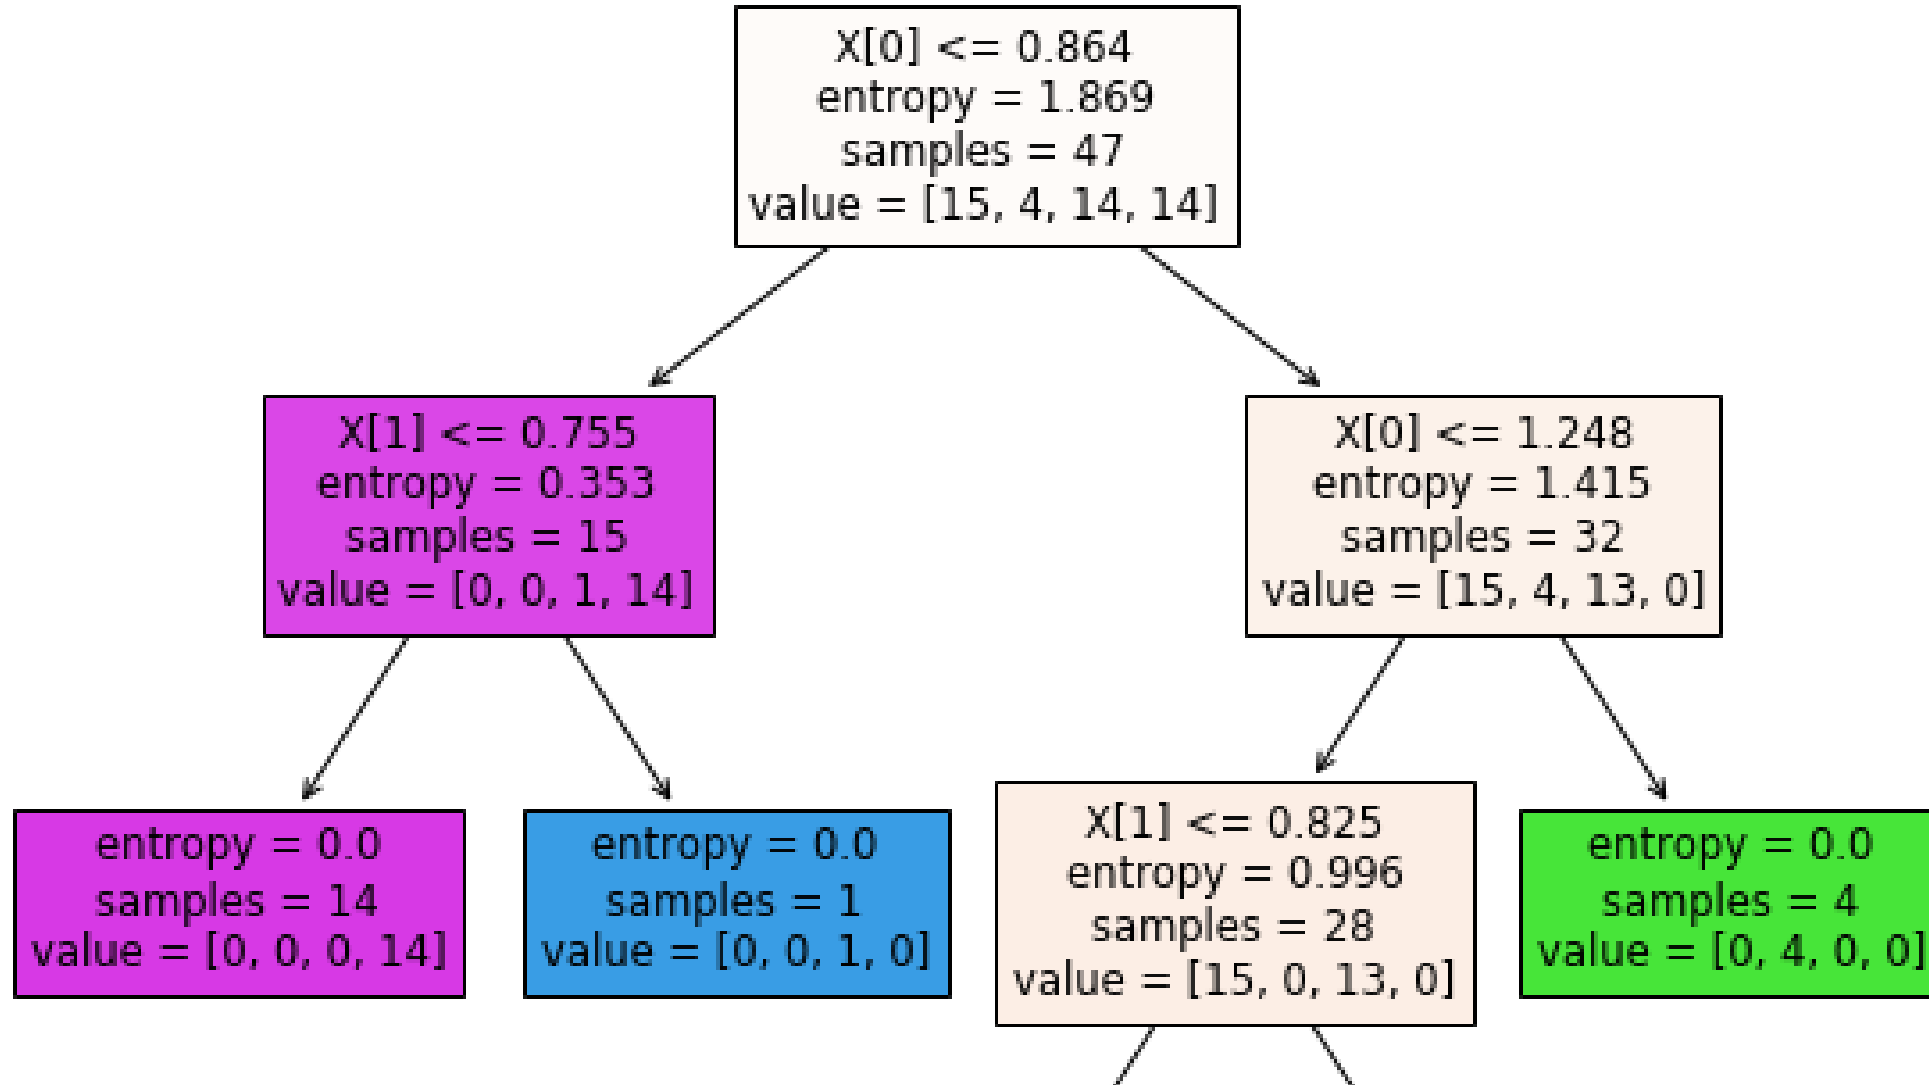 X[0] <= 0.864
entropy = 1.869
samples = 47
value = [15, 4, 14, 14]
X[1] <= 0.755
entropy = 0.353
samples = 15
value = [0, 0, 1, 14]
X[0] <= 1.248
entropy = 1.415
samples = 32
value = [15, 4, 13, 0]
entropy = 0.0
samples = 14
value = [0, 0, 0, 14]
entropy = 0.0
samples = 1
value = [0, 0, 1, 0]
X[1] <= 0.825
entropy = 0.996
samples = 28
value = [15, 0, 13, 0]
entropy = 0.0
samples = 4
value = [0, 4, 0, 0]